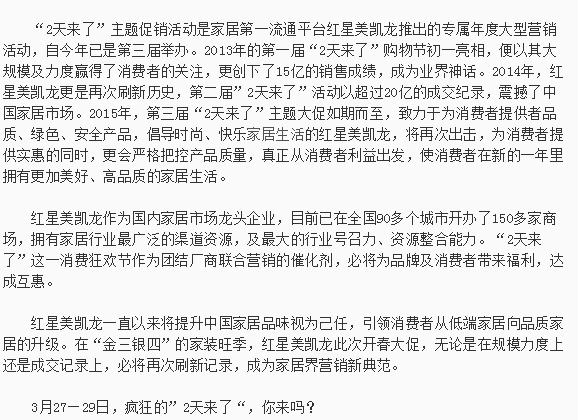 “2天来了”主题促销活动是家居第一流通平台红星美凯龙推出的专属年度大型营销
活动，自今年已是第三届举办。2013年的第一届“2天来了”购物节初一亮相，便以其大
规模及力度赢得了消费者的关注，更创下了15亿的销售成绩，成为业界神话。2014年，红
星美凯龙更是再次刷新历史，第二届”2天来了”活动以超过20亿的成交纪录，震撼了中
国家居市场。2015年，第三届“2天来了”主题大促如期而至，致力于为消费者提供者品
质、绿色、安全产品，倡导时尚、快乐家居生活的红星美凯龙，将再次出击，为消费者提
供实惠的同时，更会严格把控产品质量，真正从消费者利益出发，使消费者在新的一年里
拥有更加美好、高品质的家居生活。
红星美凯龙作为国内家居市场龙头企业，目前已在全国90多个城市开办了150多家商
场，拥有家居行业最广泛的渠道资源，及最大的行业号召力、资源整合能力。“2天来
了”这一消费狂欢节作为团结厂商联合营销的催化剂，必将为品牌及消费者带来福利，达
成互惠。
红星美凯龙一直以来将提升中国家居品味视为己任，引领消费者从低端家居向品质家
居的升级。在“金三银四”的家装旺季，红星美凯龙此次开春大促，无论是在规模力度上
还是成交记录上，必将再次刷新记录，成为家居界营销新典范。
3月27—29日，疯狂的”2天来了“，你来吗？